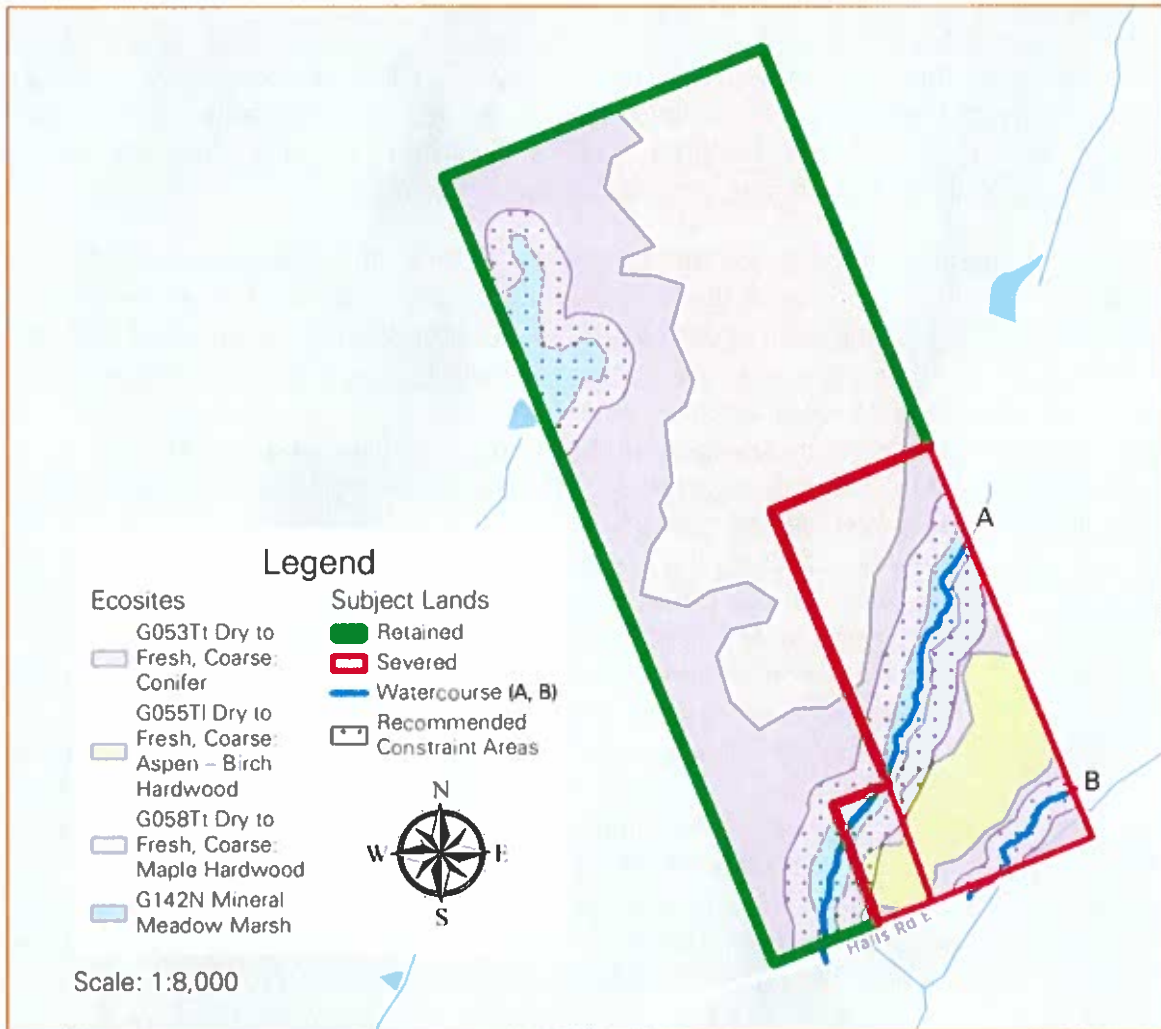 A
B
Halls Rd E
Legend
Ecosites
G053Tt Dry to
Fresh, Coarse:
Conifer
G055Tl Dry to
Fresh, Coarse:
Aspen – Birch
Hardwood
G058Tt Dry to
Fresh, Coarse:
Maple Hardwood
G142N Mineral
Meadow Marsh
Subject Lands
Retained
Severed
Watercourse (A, B)
Recommended
Constraint Areas
N
W E
S
Scale: 1:8,000